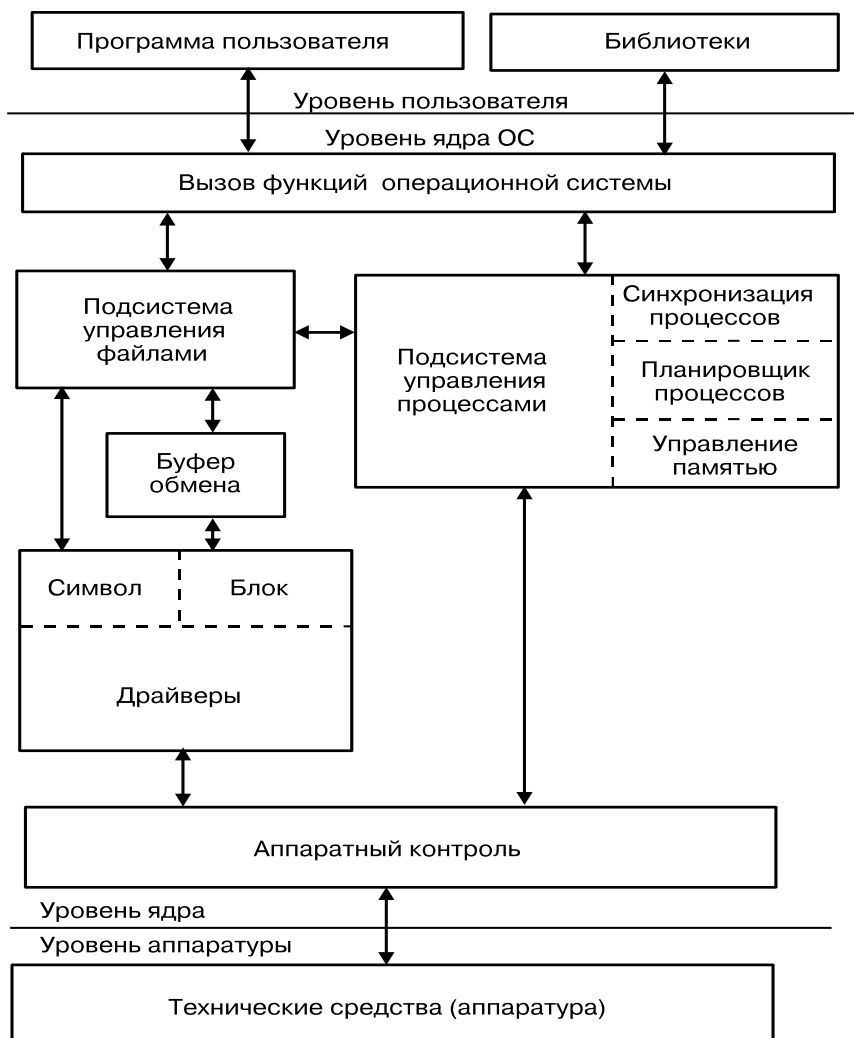 Программа пользователя
Библиотеки
Уровень пользователя
Уровень ядра ОС
Вызов функций операционной системы
Подсистема
управления
файлами
Подсистема
управления
процессами
Синхронизация
процессов
Планировщик
процессов
Управление
памятью
Буфер
обмена
Символ
Блок
Драйверы
Аппаратный контроль
Уровень ядра
Уровень аппаратуры
Технические средства (аппаратура)